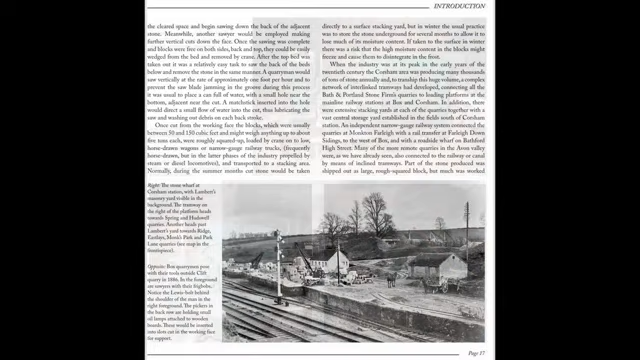 INTRODUCTION
the cleared space and begin sawing down the back of the adjacent
stone. Meanwhile, another sawyer would be employed making
further vertical cuts down the face. Once the sawing was complete
and blocks were free on both sides, back and top, they could be easily
wedged from the bed and removed by crane. After the top bed was
taken out it was a relatively easy task to saw the backs of the beds
below and remove the stone in the same manner. A quarryman would
saw vertically at the rate of approximately one foot per hour and to
prevent the saw blade jamming in the groove during this process
it was usual to place a can full of water, with a small hole near the
bottom, adjacent near the cut. A matchstick inserted into the hole
would direct a small flow of water into the cut, thus lubricating the
saw and washing out debris on each back stroke.
Once cut from the working face the blocks, which were usually
between 50 and 150 cubic feet and might weigh anything up to about
five tons each, were roughly squared-up, loaded by crane on to low,
horse-drawn wagons or narrow-gauge railway trucks, (frequently
horse-drawn, but in the latter phases of the industry propelled by
steam or diesel locomotives), and transported to a stacking area.
Normally, during the summer months cut stone would be taken
directly to a surface stacking yard, but in winter the usual practice
was to store the stone underground for several months to allow it to
lose much of its moisture content. If taken to the surface in winter
there was a risk that the high moisture content in the blocks might
freeze and cause them to disintegrate in the frost.
When the industry was at its peak in the early years of the
twentieth century the Corsham area was producing many thousands
of tons of stone annually and, to tranship this huge volume, a complex
network of interlinked tramways had developed, connecting all the
Bath & Portland Stone Firm's quarries to loading platforms at the
mainline railway stations at Box and Corsham. In addition, there
were extensive stacking yards at each of the quarries together with a
vast central storage yard established in the fields south of Corsham
station. An independent narrow-gauge railway system connected the
quarries at Monkton Farleigh with a rail transfer at Farleigh Down
Sidings, to the west of Box, and with a roadside wharf on Bathford
High Street. Many of the more remote quarries in the Avon valley
were, as we have already seen, also connected to the railway or canal
by means of inclined tramways. Part of the stone produced was
shipped out as large, rough-squared block, but much was worked
Right: The stone wharf at
Corsham station, with Lambert's
masonry yard visible in the
background. The tramway on
the right of the platform heads
towards Spring and Hudswell
quarries. Another heads past
Lambert's yard towards Ridge,
Eastlays, Monk's Park and Park
Lane quarries (see map in the
frontispiece).
Opposite: Box quarrymen pose
with their tools outside Clift
quarry in 1886. In the foreground
are sawyers with their frigbobs.
Notice the Lewis-bolt behind
the shoulder of the man in the
right foreground. The pickers in
the back row are holding small
oil lamps attached to wooden
boards. These would be inserted
into slots cut in the working face
for support.
Page 17